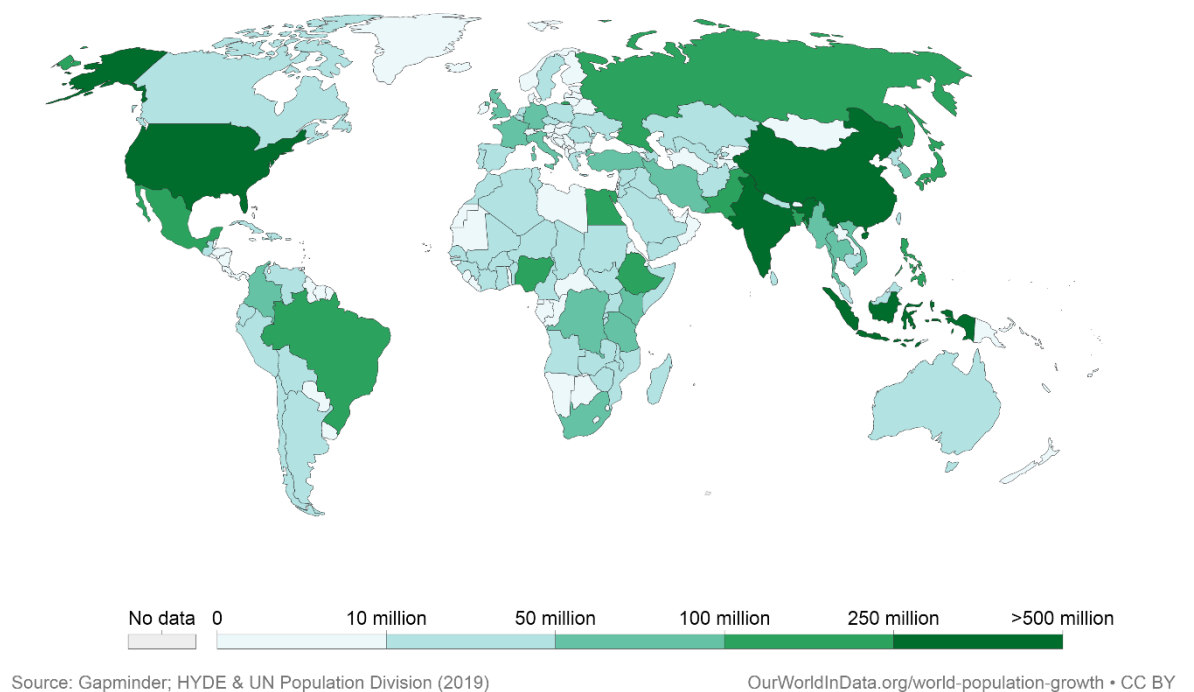 No data 0 10 million 50 million 100 million 250 million >500 million
Source: Gapminder; HYDE & UN Population Division (2019) OurWorldInData.org/world-population-growth • CC BY